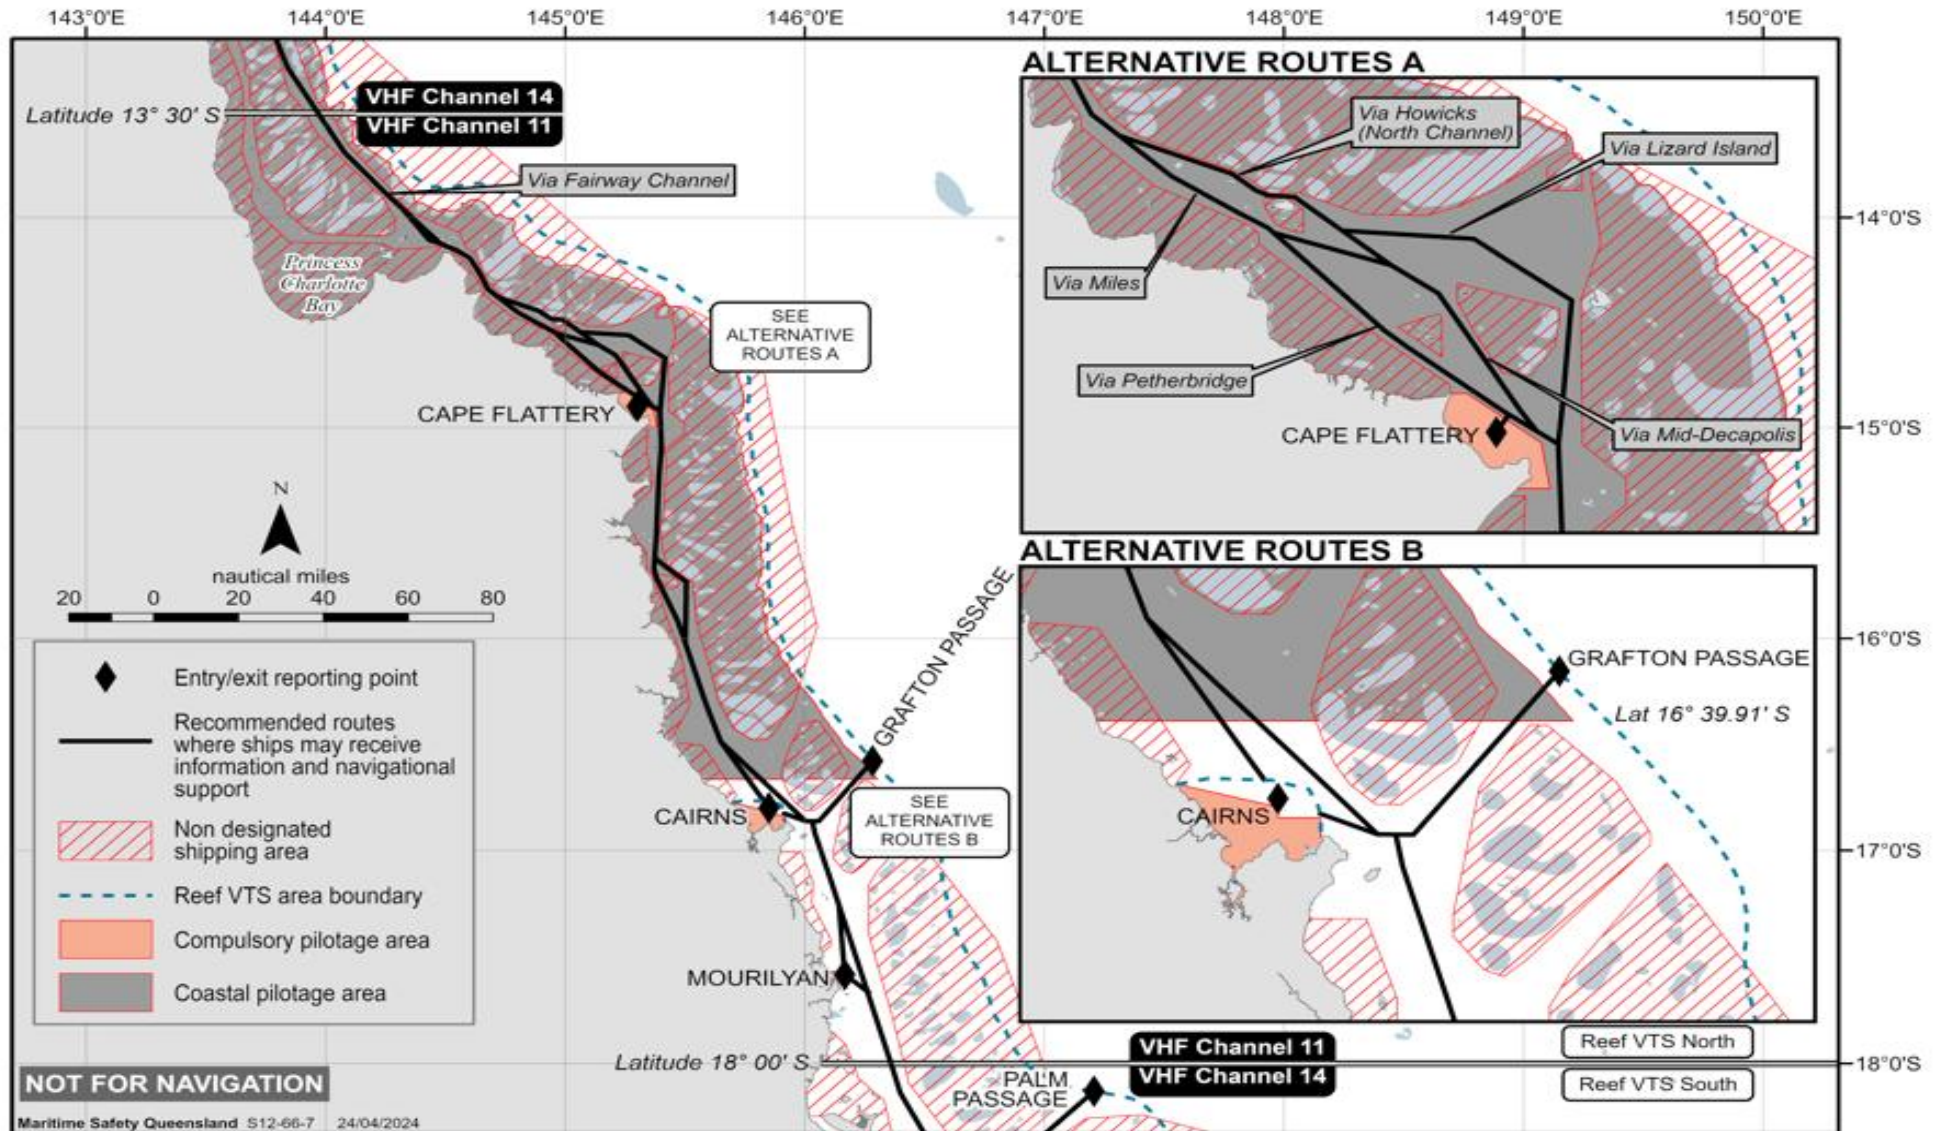 143°0'E
144°0'E
145°0'E
146°0'E
147°0'E
148°0'E
149°0'E
150°0'E
Latitude 13° 30' S
VHF Channel 14
VHF Channel 11
Via Fairway Channel
Princess
Charlotte
Bay
SEE
ALTERNATIVE
ROUTES A
CAPE FLATTERY
N
nautical miles
20 0 20 40 60 80
Entry/exit reporting point
Recommended routes
where ships may receive
information and navigational
support
Non designated
shipping area
Reef VTS area boundary
Compulsory pilotage area
Coastal pilotage area
GRAFTON PASSAGE
CAIRNS
SEE
ALTERNATIVE
ROUTES B
MOURILYAN
Latitude 18° 00' S
PALM
PASSAGE
VHF Channel 11
VHF Channel 14
Reef VTS North
Reef VTS South
ALTERNATIVE ROUTES A
Via Howicks
(North Channel)
Via Lizard Island
Via Miles
Via Petherbridge
CAPE FLATTERY
Via Mid-Decapolis
ALTERNATIVE ROUTES B
GRAFTON PASSAGE
Lat 16° 39.91' S
CAIRNS
14°0'S
15°0'S
16°0'S
17°0'S
18°0'S
NOT FOR NAVIGATION
Maritime Safety Queensland S12-66-7 24/04/2024